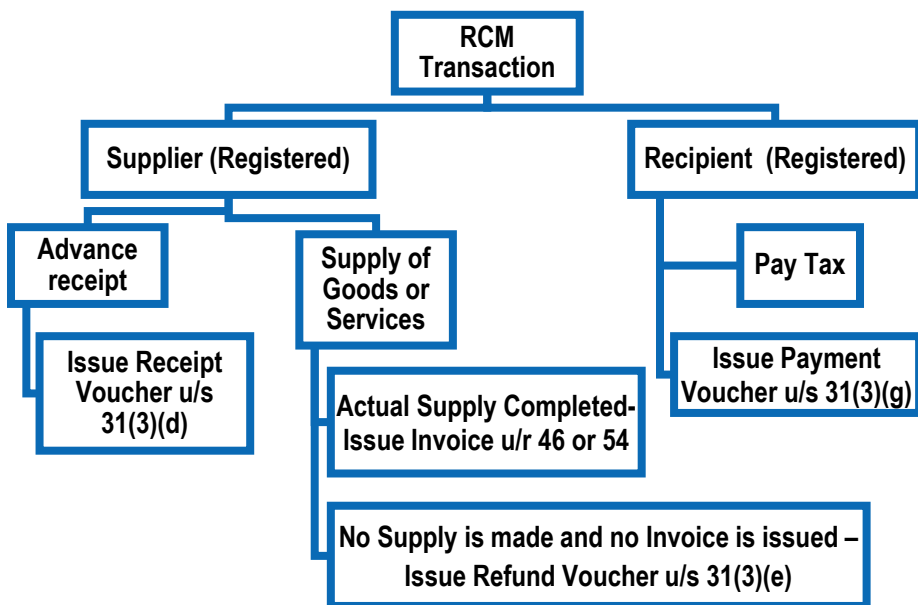 RCM
Transaction
Supplier (Registered)
Recipient (Registered)
Advance
receipt
Supply of
Goods or
Services
Pay Tax
Issue Receipt
Voucher u/s
31(3)(d)
Issue Payment
Voucher u/s 31(3)(g)
Actual Supply Completed-
Issue Invoice u/r 46 or 54
No Supply is made and no Invoice is issued –
Issue Refund Voucher u/s 31(3)(e)